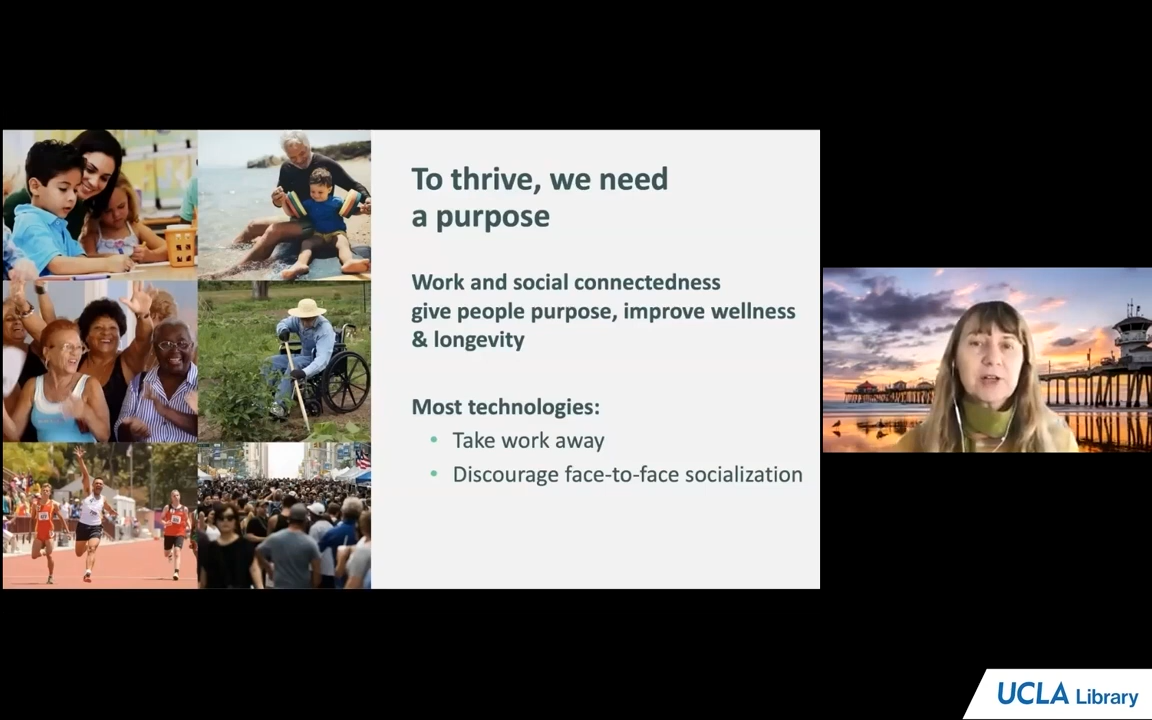 To thrive, we need
a purpose
Work and social connectedness
give people purpose, improve wellness
& longevity
Most technologies:
• Take work away
• Discourage face-to-face socialization
UCLA Library